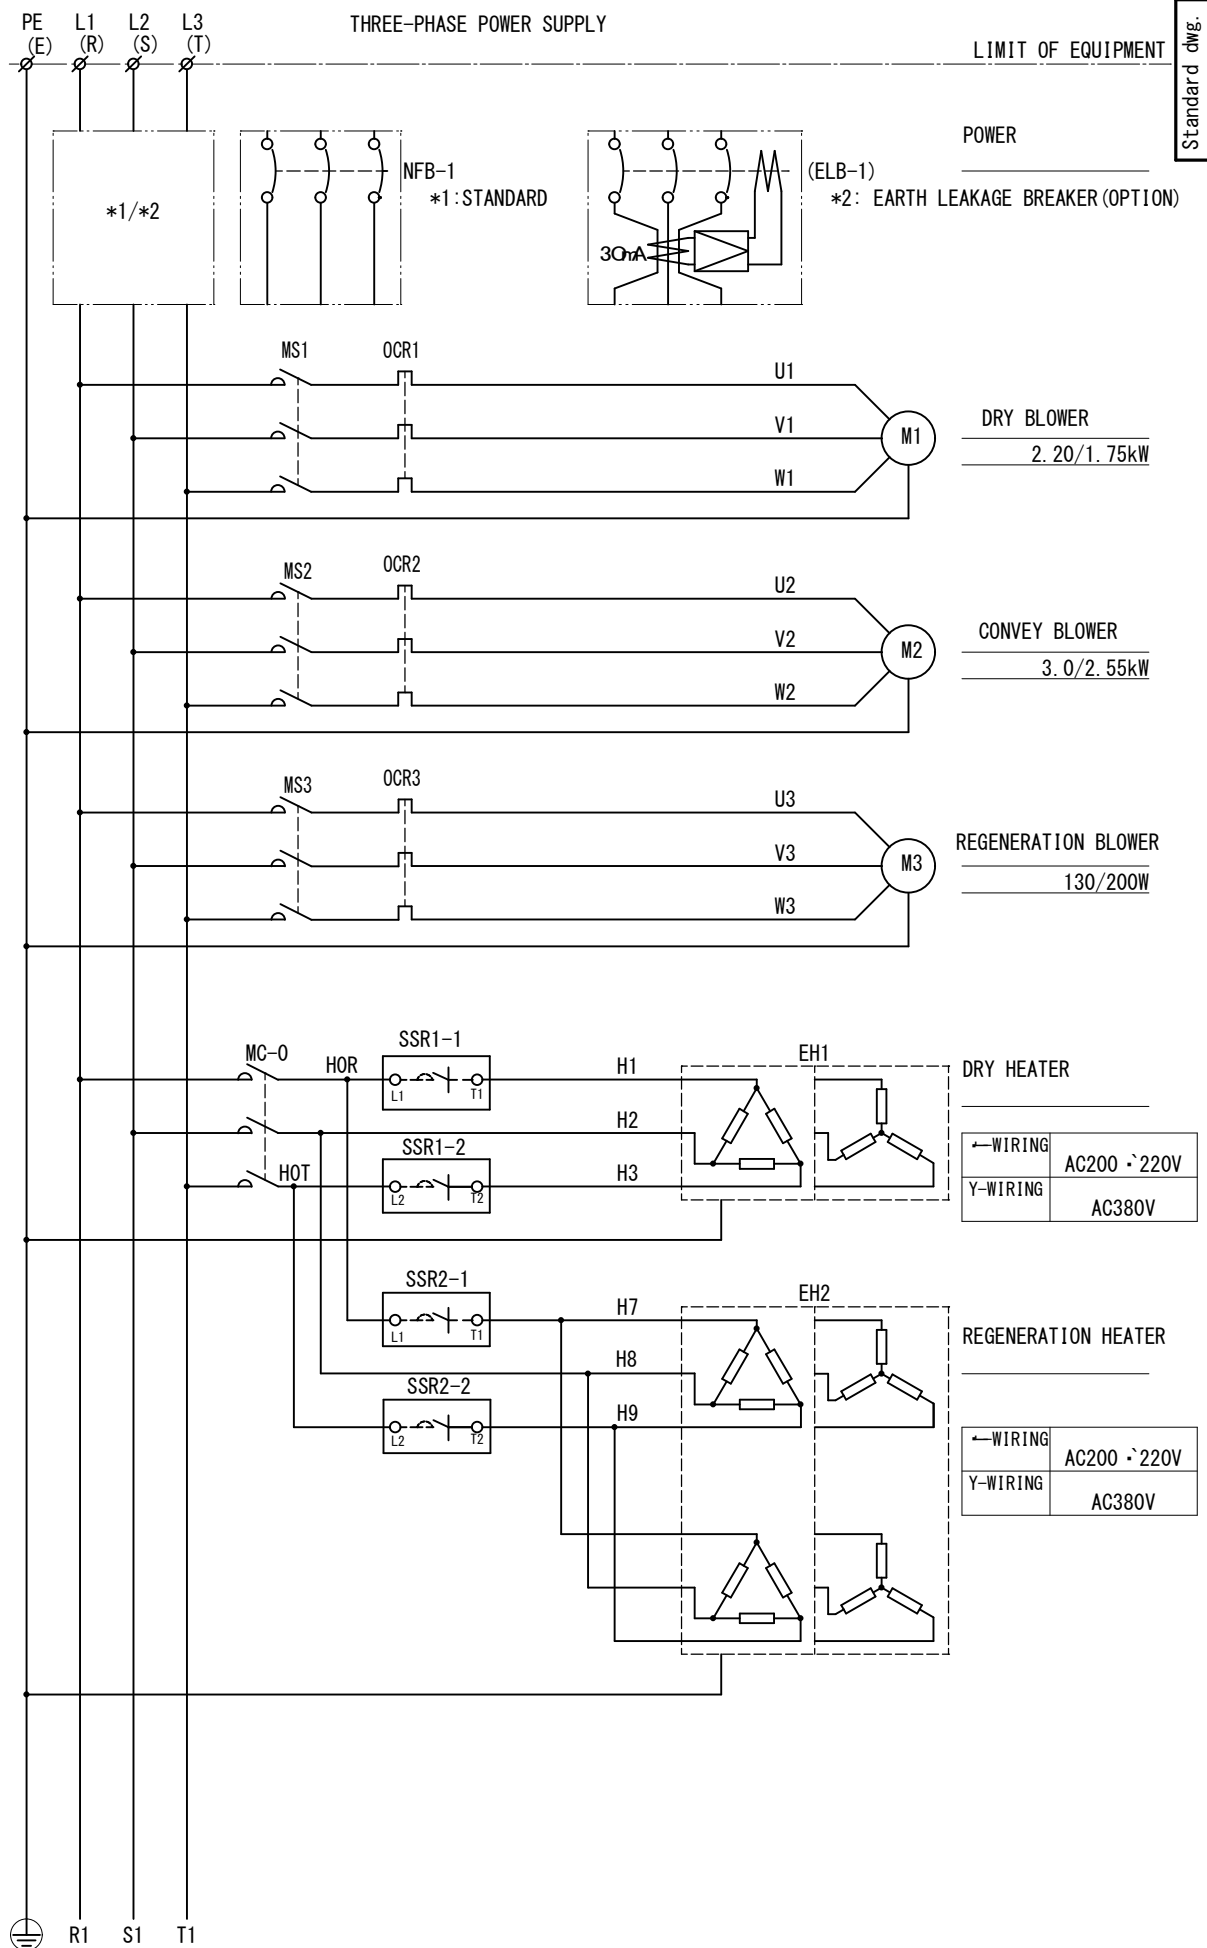 PE L1 L2 L3 THREE-PHASE POWER SUPPLY
(E) (R) (S) (T)
LIMIT OF EQUIPMENT
Standard dwg.
POWER
*1/*2
NFB-1
*1:STANDARD
(ELB-1)
*2: EARTH LEAKAGE BREAKER(OPTION)
30mA
MS1 OCR1 U1
V1
W1
M1
DRY BLOWER
2.20/1.75kW
MS2 OCR2 U2
V2
W2
M2
CONVEY BLOWER
3.0/2.55kW
MS3 OCR3 U3
V3
W3
M3
REGENERATION BLOWER
130/200W
MC-0 HOR SSR1-1 H1 EH1
L1 T1
H2
HOT SSR1-2 H3
L2 T2
DRY HEATER
-WIRING AC200・`220V
Y-WIRING AC380V
SSR2-1 H7 EH2
L1 T1
H8
SSR2-2 H9
L2 T2
REGENERATION HEATER
-WIRING AC200・`220V
Y-WIRING AC380V
R1 S1 T1